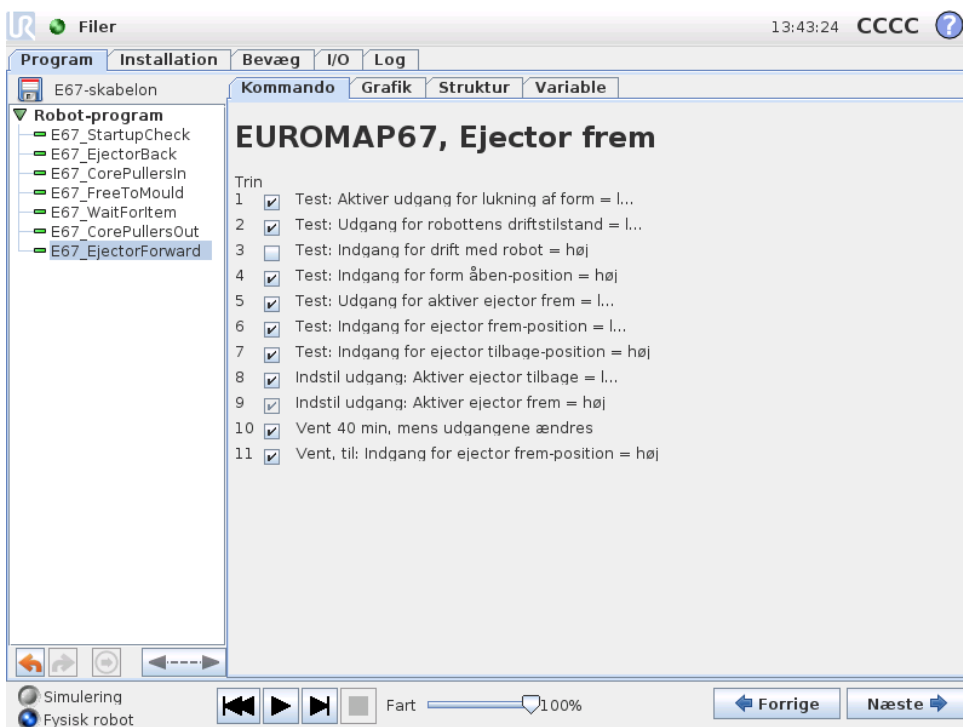 UR Filer 13:43:24 CCCC ?
Program Installation Bevæg I/O Log
E67-skabelon
Kommando Grafik Struktur Variable
Robot-program
E67_StartupCheck
E67_EjectorBack
E67_CorePullersIn
E67_FreeToMould
E67_WaitForItem
E67_CorePullersOut
E67_EjectorForward
EUROMAP67, Ejector frem
Trin
1 Test: Aktiver udgang for lukning af form = l...
2 Test: Udgang for robottens driftstilstand = l...
3 Test: Indgang for drift med robot = høj
4 Test: Indgang for form åben-position = høj
5 Test: Udgang for aktiver ejector frem = l...
6 Test: Indgang for ejector frem-position = l...
7 Test: Indgang for ejector tilbage-position = høj
8 Indstil udgang: Aktiver ejector tilbage = l...
9 Indstil udgang: Aktiver ejector frem = høj
10 Vent 40 min, mens udgangene ændres
11 Vent, til: Indgang for ejector frem-position = høj
Simulering
Fysisk robot
Fart 100%
Forrige Næste